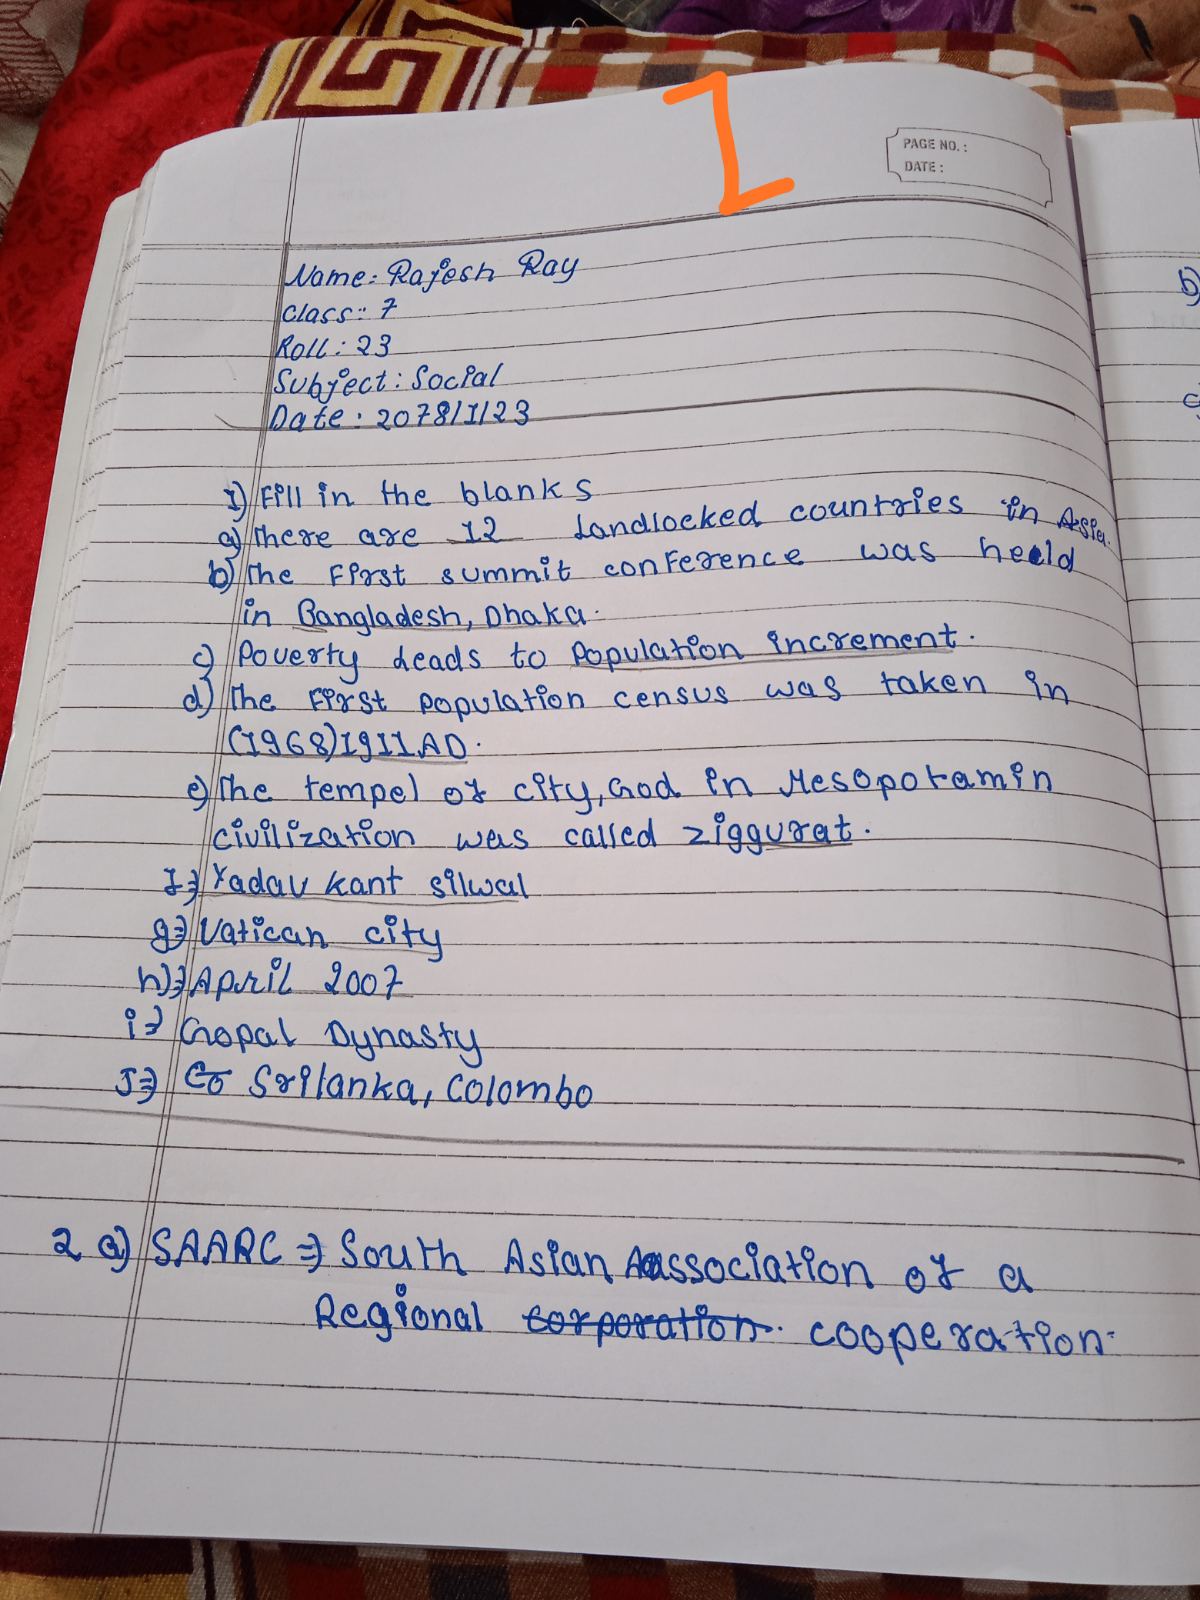 I
PAGE NO. :
DATE :
Name: Rajesh Ray
Class: 7
Roll: 23
Subject: Social
Date: 2078/1/23
1) Fill in the blanks
a) There are 12 Landlocked countries in Asia.
b) The First summit conference was held
in Bangladesh, Dhaka.
c) Poverty Leads to Population increment.
d) The First population census was taken in
(1968)1911.AD.
e) The tempel of city, God in Mesopotamin
civilization was called ziggurat.
f⇒ Yadav kant silwal
g⇒ Vatican city
h)⇒ April 2007
i⇒ Gopal Dynasty
J⇒ Srilanka, Colombo
2 a) SAARC ⇒ South Asian Aassociation of a
Regional corporation. cooperation.
b)
c